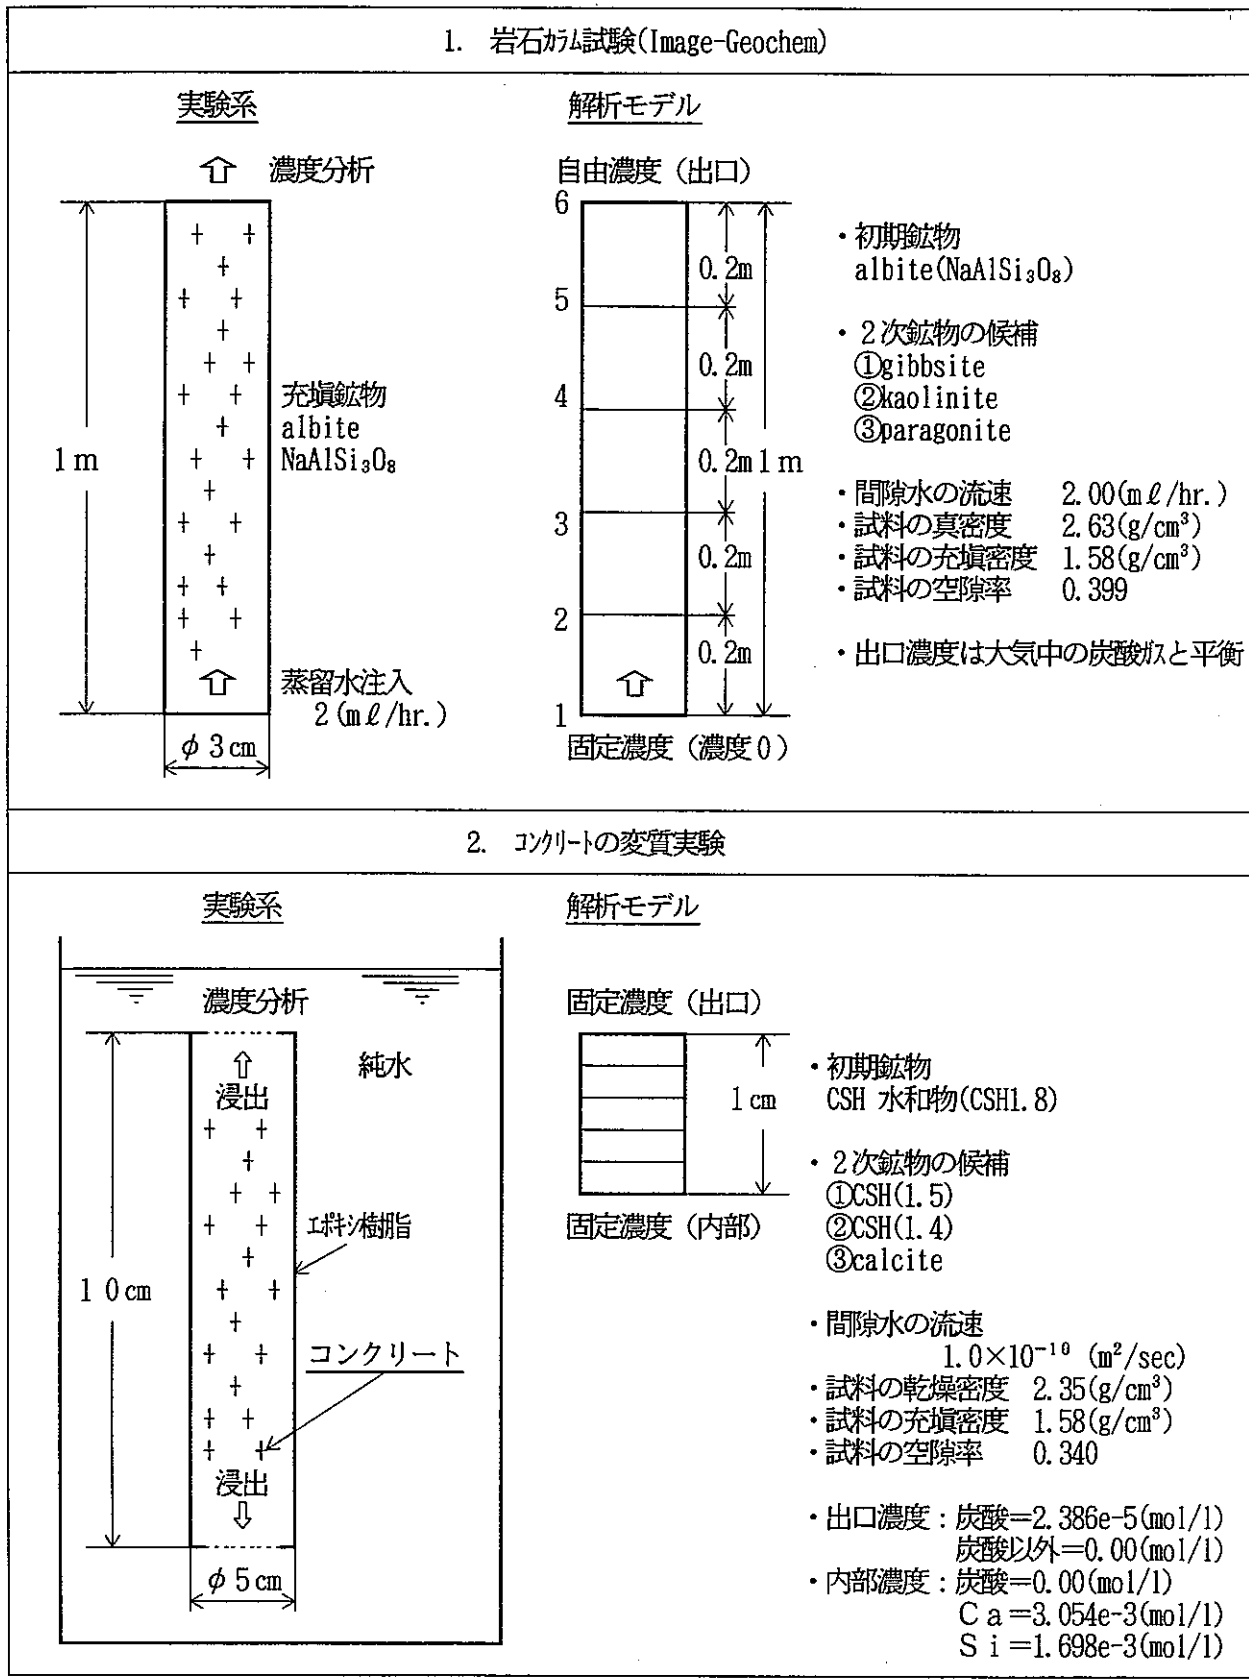 1. 岩石ｶﾗﾑ試験(Image-Geochem)
実験系
濃度分析
1m
充塡鉱物
albite
NaAlSi₃O₈
蒸留水注入
2(mℓ/hr.)
φ3cm
解析モデル
自由濃度（出口）
6
5
4
3
2
1
0.2m
0.2m
0.2m
0.2m
0.2m
1m
固定濃度（濃度0）
・初期鉱物
albite(NaAlSi₃O₈)
・2次鉱物の候補
①gibbsite
②kaolinite
③paragonite
・間隙水の流速 2.00(mℓ/hr.)
・試料の真密度 2.63(g/cm³)
・試料の充塡密度 1.58(g/cm³)
・試料の空隙率 0.399
・出口濃度は大気中の炭酸ｶﾞｽと平衡
2. ｺﾝｸﾘｰﾄの変質実験
実験系
濃度分析
純水
浸出
ｴﾎﾟｷｼ樹脂
10cm
コンクリート
浸出
φ5cm
解析モデル
固定濃度（出口）
1cm
固定濃度（内部）
・初期鉱物
CSH 水和物(CSH1.8)
・2次鉱物の候補
①CSH(1.5)
②CSH(1.4)
③calcite
・間隙水の流速
1.0×10⁻¹⁰ (m²/sec)
・試料の乾燥密度 2.35(g/cm³)
・試料の充塡密度 1.58(g/cm³)
・試料の空隙率 0.340
・出口濃度：炭酸=2.386e-5(mol/l)
炭酸以外=0.00(mol/l)
・内部濃度：炭酸=0.00(mol/l)
Ca=3.054e-3(mol/l)
Si=1.698e-3(mol/l)